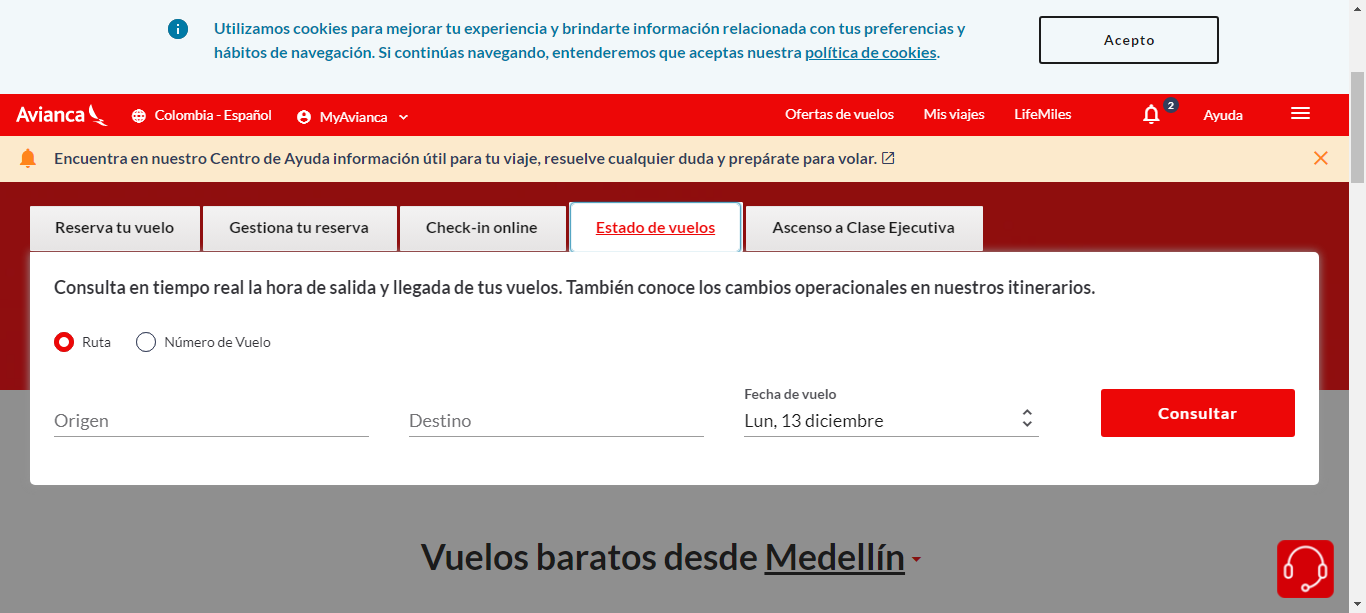 Utilizamos cookies para mejorar tu experiencia y brindarte información relacionada con tus preferencias y
hábitos de navegación. Si continúas navegando, entenderemos que aceptas nuestra política de cookies.
Acepto
Avianca
Colombia - Español
MyAvianca
Ofertas de vuelos
Mis viajes
LifeMiles
2
Ayuda
Encuentra en nuestro Centro de Ayuda información útil para tu viaje, resuelve cualquier duda y prepárate para volar.
Reserva tu vuelo
Gestiona tu reserva
Check-in online
Estado de vuelos
Ascenso a Clase Ejecutiva
Consulta en tiempo real la hora de salida y llegada de tus vuelos. También conoce los cambios operacionales en nuestros itinerarios.
Ruta
Número de Vuelo
Origen
Destino
Fecha de vuelo
Lun, 13 diciembre
Consultar
Vuelos baratos desde Medellín